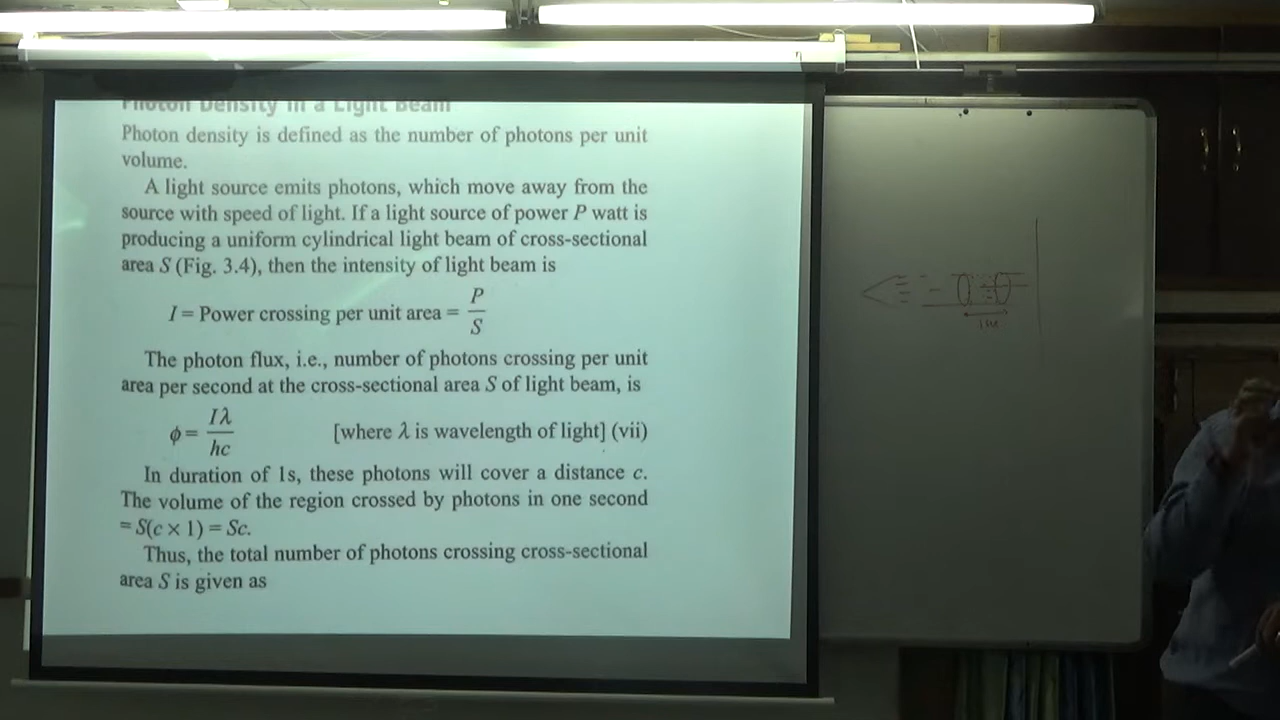 Photon Density in a Light Beam
Photon density is defined as the number of photons per unit
volume.
A light source emits photons, which move away from the
source with speed of light. If a light source of power P watt is
producing a uniform cylindrical light beam of cross-sectional
area S (Fig. 3.4), then the intensity of light beam is
I = Power crossing per unit area = P/S
The photon flux, i.e., number of photons crossing per unit
area per second at the cross-sectional area S of light beam, is
ϕ = Iλ/hc [where λ is wavelength of light] (vii)
In duration of 1s, these photons will cover a distance c.
The volume of the region crossed by photons in one second
= S(c × 1) = Sc.
Thus, the total number of photons crossing cross-sectional
area S is given as